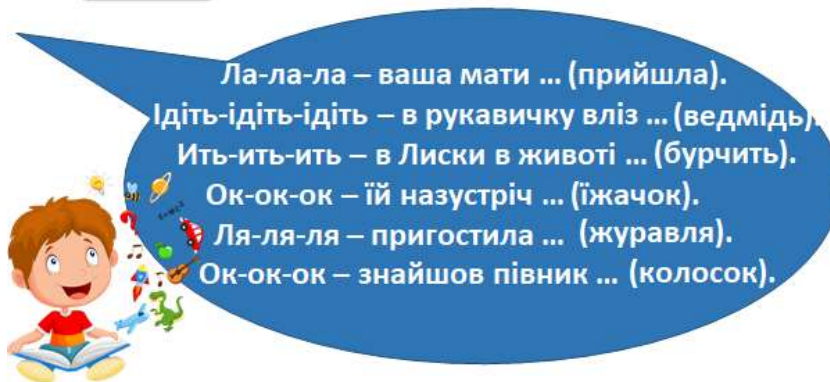 Ла-ла-ла – ваша мати ... (прийшла).
Ідіть-ідіть-ідіть – в рукавичку вліз ... (ведмідь).
Ить-ить-ить – в Лиски в животі ... (бурчить).
Ок-ок-ок – їй назустріч ... (їжачок).
Ля-ля-ля – пригостила ... (журавля).
Ок-ок-ок – знайшов півник ... (колосок).